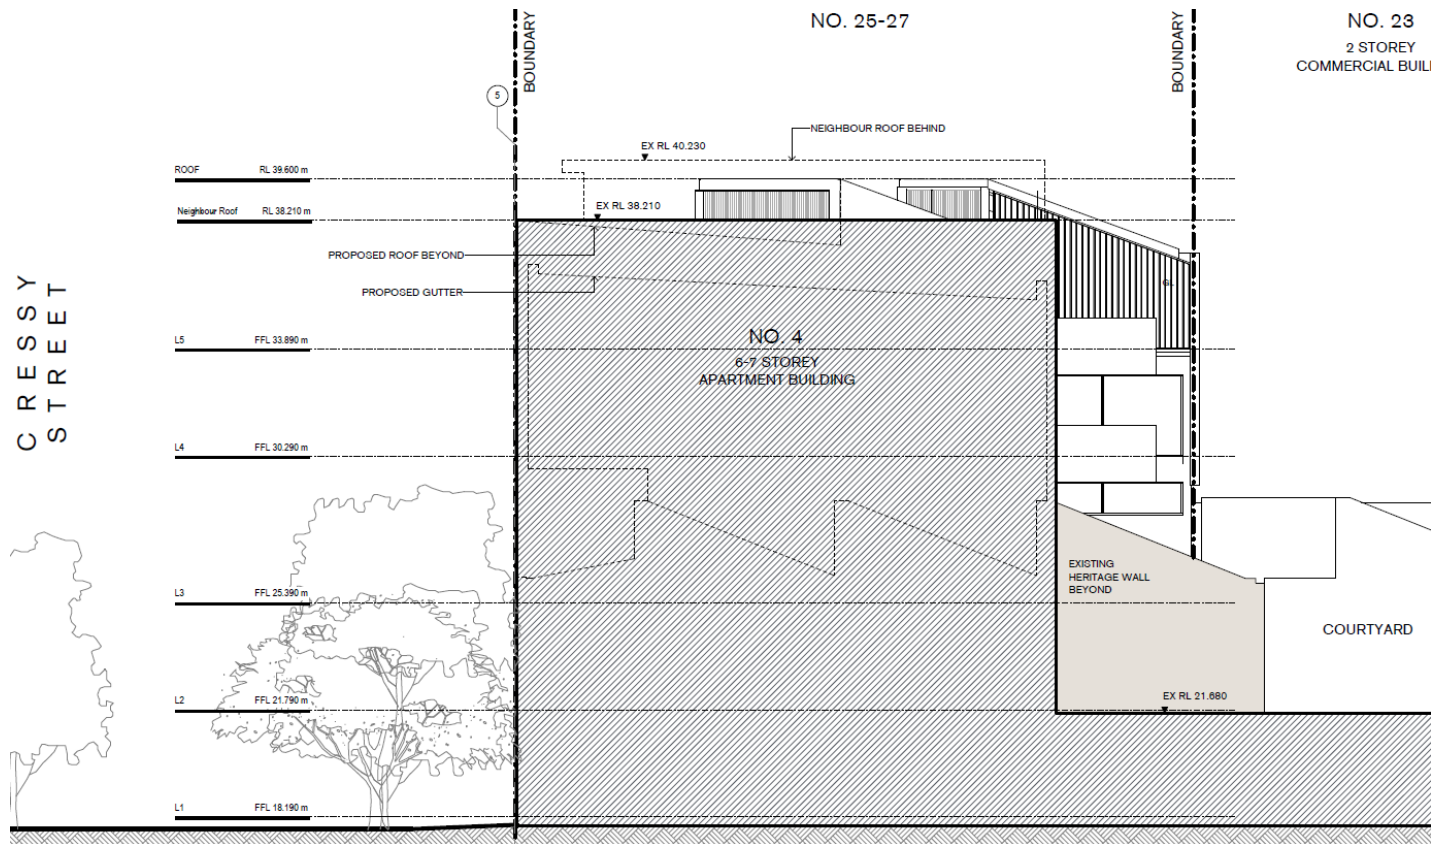 NO. 25-27
NO. 23
2 STOREY
COMMERCIAL BUIL
BOUNDARY
BOUNDARY
5
NEIGHBOUR ROOF BEHIND
EX RL 40.230
ROOF RL 39.600 m
Neighbour Roof RL 38.210 m
EX RL 38.210
PROPOSED ROOF BEYOND
PROPOSED GUTTER
GL
CRESSY
STREET
NO. 4
6-7 STOREY
APARTMENT BUILDING
L5 FFL 33.890 m
L4 FFL 30.290 m
EXISTING
HERITAGE WALL
BEYOND
L3 FFL 25.390 m
COURTYARD
EX RL 21.680
L2 FFL 21.790 m
L1 FFL 18.190 m